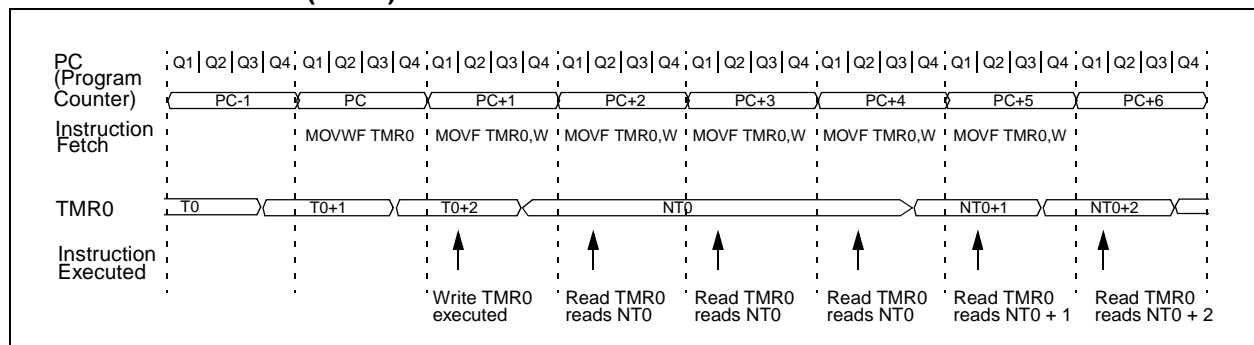 PC Q1 Q2 Q3 Q4 Q1 Q2 Q3 Q4 Q1 Q2 Q3 Q4 Q1 Q2 Q3 Q4 Q1 Q2 Q3 Q4 Q1 Q2 Q3 Q4 Q1 Q2 Q3 Q4 Q1 Q2 Q3 Q4
(Program
Counter) PC-1 PC PC+1 PC+2 PC+3 PC+4 PC+5 PC+6
Instruction
Fetch MOVWF TMR0 MOVF TMR0,W MOVF TMR0,W MOVF TMR0,W MOVF TMR0,W MOVF TMR0,W
TMR0 T0 T0+1 T0+2 NT0 NT0+1 NT0+2
Instruction
Executed
Write TMR0 Read TMR0 Read TMR0 Read TMR0 Read TMR0 Read TMR0
executed reads NT0 reads NT0 reads NT0 reads NT0 + 1 reads NT0 + 2